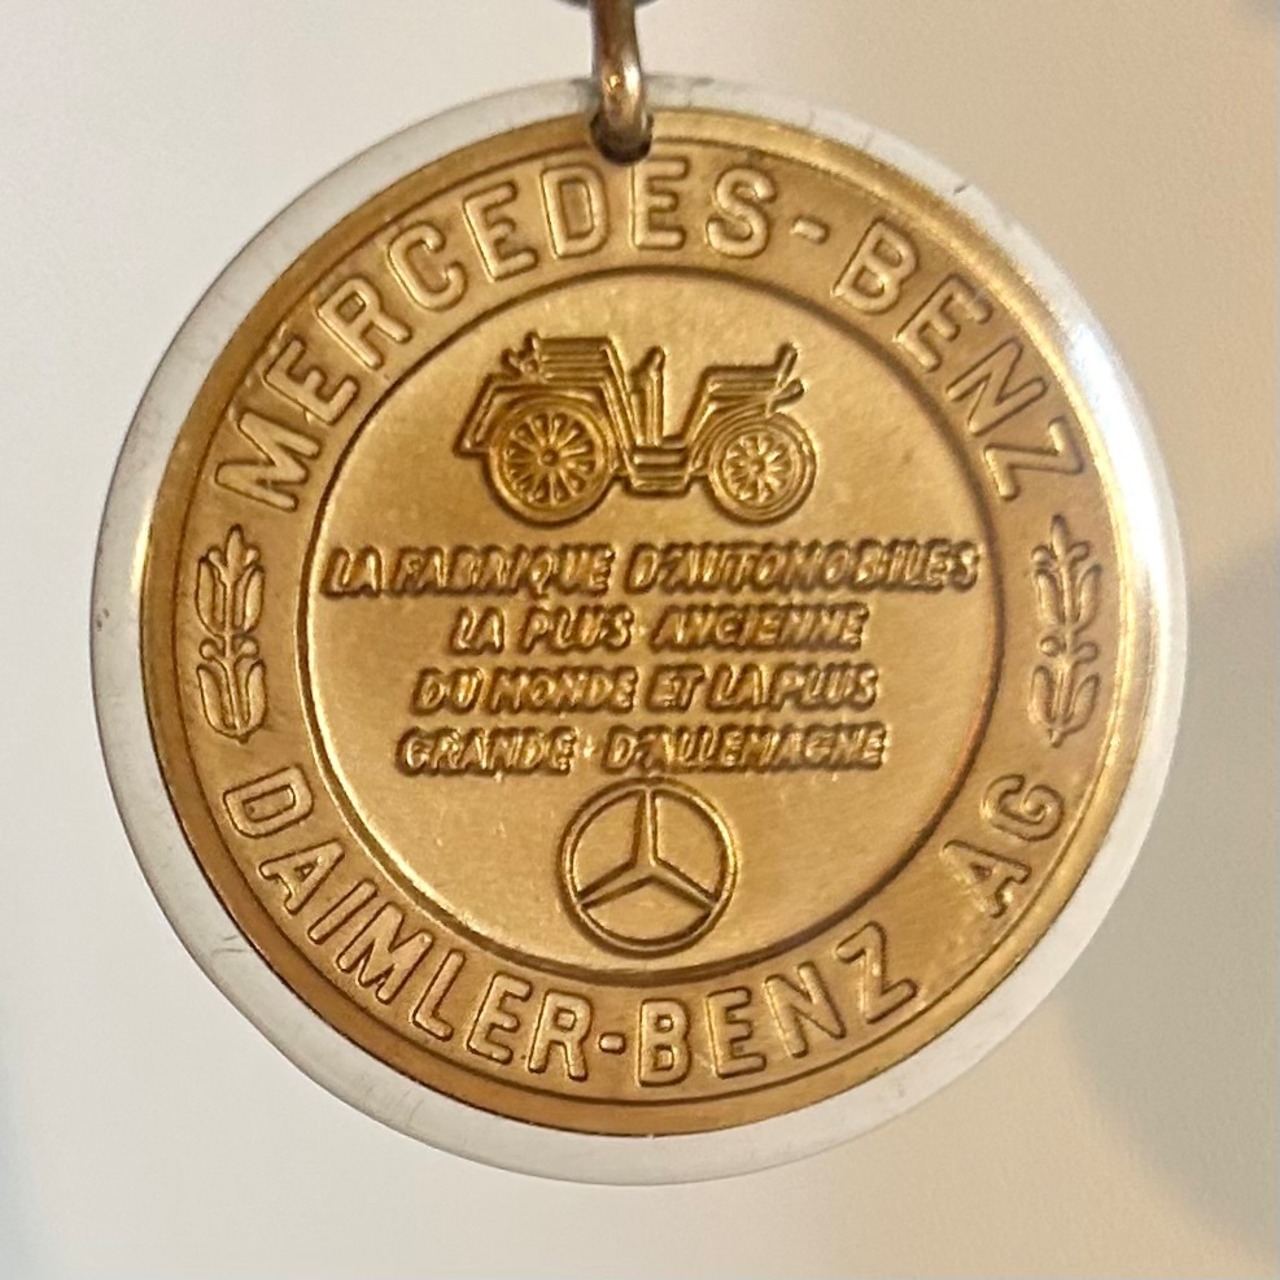 MERCEDES-BENZ
LA FABRIQUE D'AUTOMOBILES
LA PLUS ANCIENNE
DU MONDE ET LA PLUS
GRANDE D'ALLEMAGNE
DAIMLER-BENZ AG